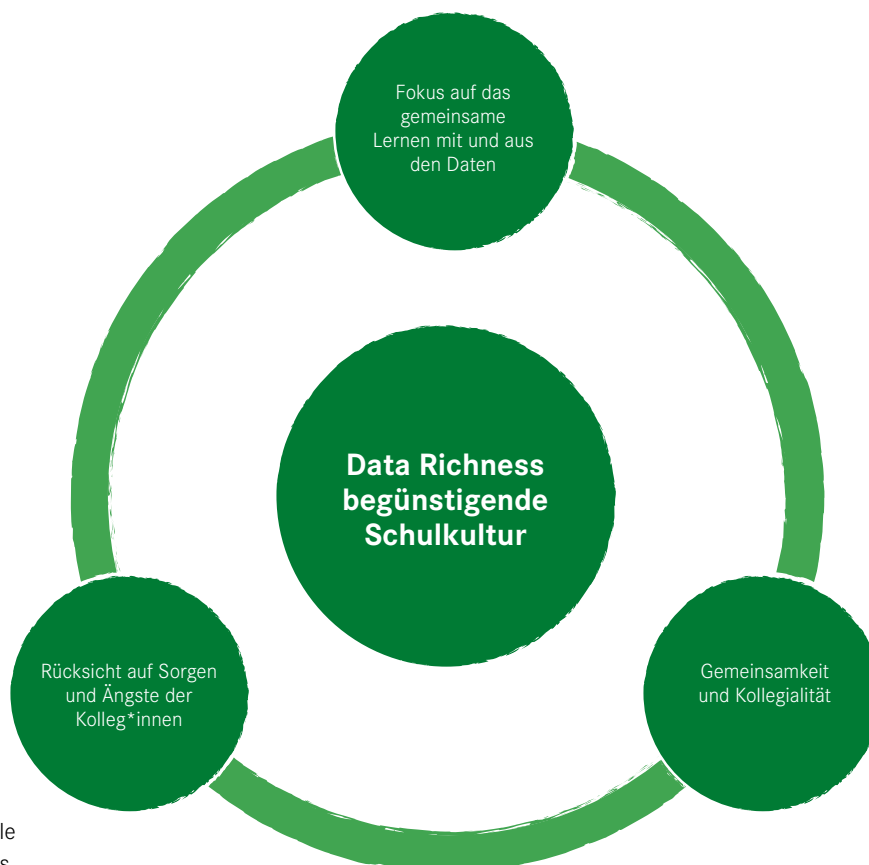 Fokus auf das
gemeinsame
Lernen mit und aus
den Daten
Data Richness
begünstigende
Schulkultur
Rücksicht auf Sorgen
und Ängste der
Kolleg*innen
Gemeinsamkeit
und Kollegialität
le